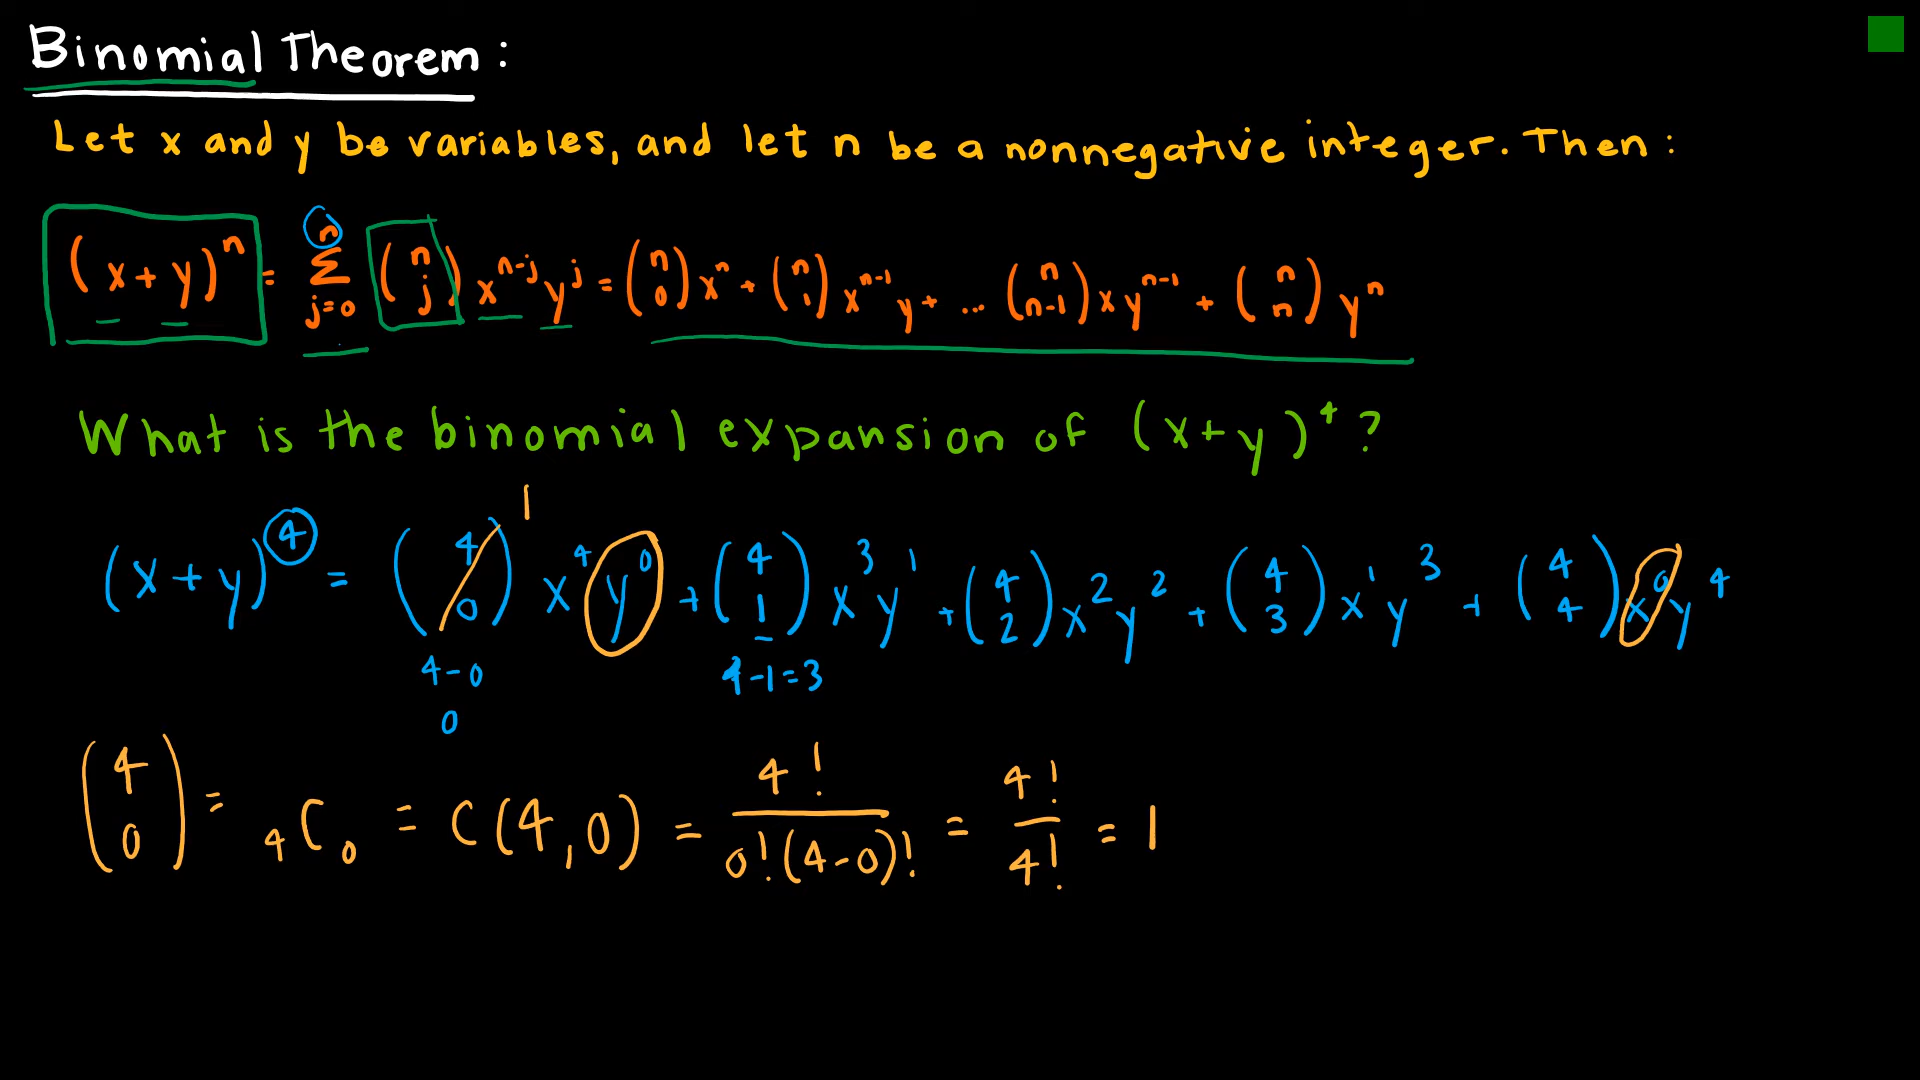 Binomial Theorem:
Let x and y be variables, and let n be a nonnegative integer. Then:
(x+y)^n = ∑_{j=0}^{n} (n j) x^{n-j} y^j = (n 0) x^n + (n 1) x^{n-1} y + ... (n n-1) x y^{n-1} + (n n) y^n
What is the binomial expansion of (x+y)^4?
1
(x+y)^4 = (4 0) x^4 y^0 + (4 1) x^3 y^1 + (4 2) x^2 y^2 + (4 3) x^1 y^3 + (4 4) x^0 y^4
4-0 4-1=3
0
(4 0) = 4C0 = C(4,0) = 4!/0!(4-0)! = 4!/4! = 1